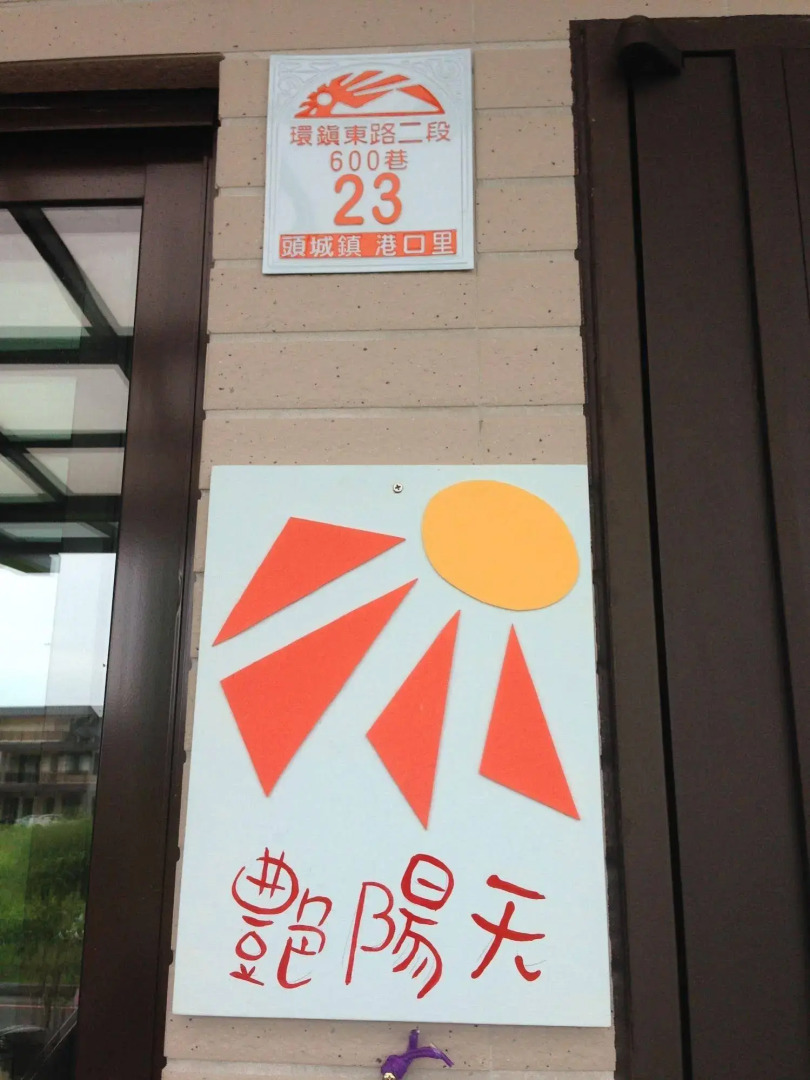 環鎮東路二段
600巷
23
頭城鎮 港口里
艷陽天